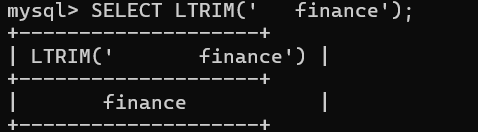 mysql> SELECT LTRIM('   finance');
+-------------------+
| LTRIM('      finance') |
+-------------------+
|       finance           |
+-------------------+